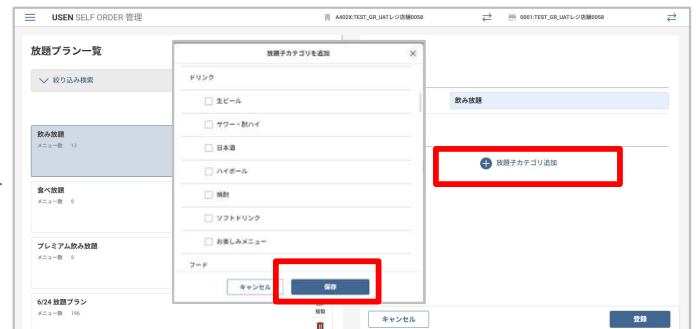 USEN SELF ORDER 管理
A402X:TEST_GR_UATレジ店舗0058
0001:TEST_GR_UATレジ店舗0058
放題プラン一覧
絞り込み検索
飲み放題
メニュー数 13
食べ放題
メニュー数 8
プレミアム飲み放題
メニュー数 8
6/24 放題プラン
メニュー数 196
複製
放題子カテゴリを追加
ドリンク
生ビール
サワー・酎ハイ
日本酒
ハイボール
焼酎
ソフトドリンク
お楽しみメニュー
フード
キャンセル
保存
飲み放題
放題子カテゴリ追加
キャンセル
登録